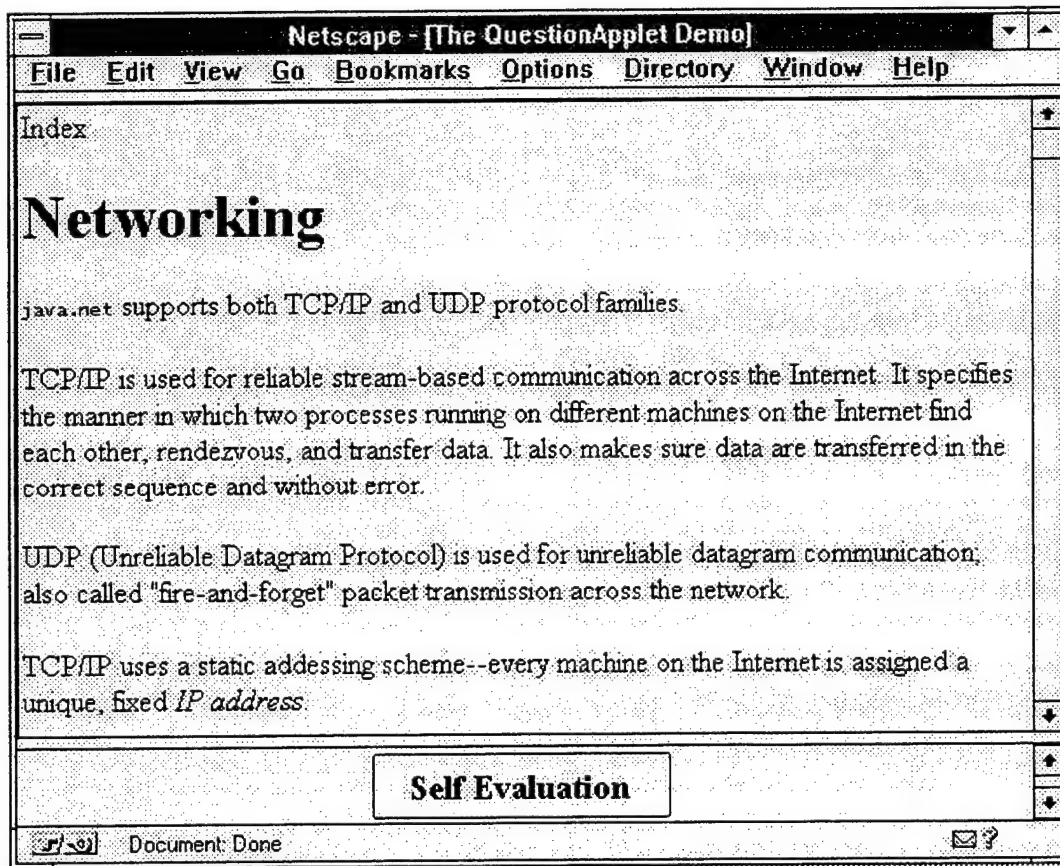 Netscape - [The QuestionApplet Demo]
File Edit View Go Bookmarks Options Directory Window Help
Index
Networking
java.net supports both TCP/IP and UDP protocol families.
TCP/IP is used for reliable stream-based communication across the Internet. It specifies
the manner in which two processes running on different machines on the Internet find
each other, rendezvous, and transfer data. It also makes sure data are transferred in the
correct sequence and without error.
UDP (Unreliable Datagram Protocol) is used for unreliable datagram communication,
also called "fire-and-forget" packet transmission across the network.
TCP/IP uses a static addessing scheme--every machine on the Internet is assigned a
unique, fixed IP address.
Self Evaluation
Document: Done
?